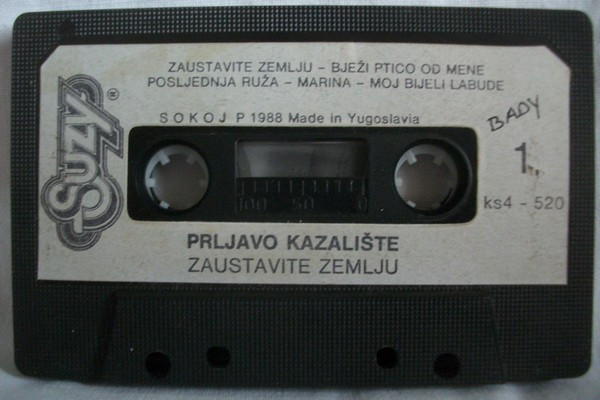 ZAUSTAVITE ZEMLJU - BJEŽI PTICO OD MENE
POSLJEDNJA RUŽA - MARINA - MOJ BIJELI LABUDE
SUZY ®
SOKOJ P 1988 Made in Yugoslavia
BADY
1
100 50 0
ks4 - 520
PRLJAVO KAZALIŠTE
ZAUSTAVITE ZEMLJU